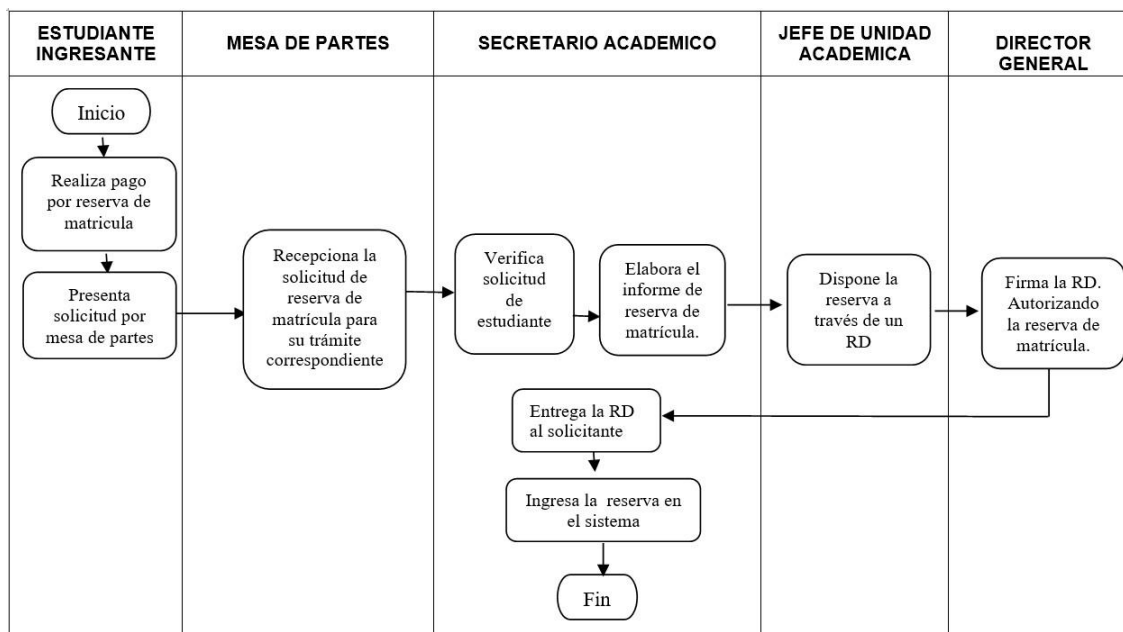 ESTUDIANTE
INGRESANTE
MESA DE PARTES
SECRETARIO ACADEMICO
JEFE DE UNIDAD
ACADEMICA
DIRECTOR
GENERAL
Inicio
Realiza pago
por reserva de
matricula
Presenta
solicitud por
mesa de partes
Recepciona la
solicitud de
reserva de
matrícula para
su trámite
correspondiente
Verifica
solicitud
de
estudiante
Elabora el
informe de
reserva de
matrícula.
Dispone la
reserva a
través de un
RD
Firma la RD.
Autorizando
la reserva de
matrícula.
Entrega la RD
al solicitante
Ingresa la reserva en
el sistema
Fin